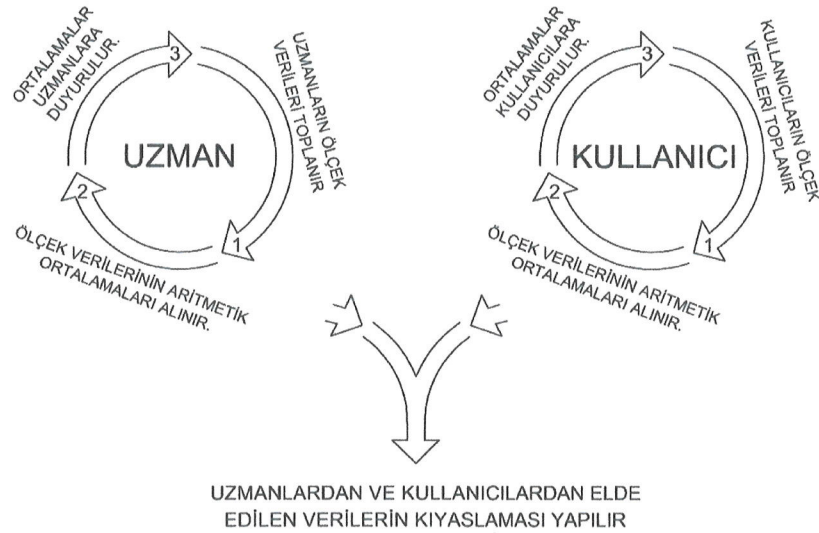 ORTALAMALAR
UZMANLARA
DUYURULUR.
3
UZMANLARIN ÖLÇEK
VERİLERİ TOPLANIR
UZMAN
2
1
ÖLÇEK VERİLERİNİN ARİTMETİK
ORTALAMALARI ALINIR.
ORTALAMALAR
KULLANICILARA
DUYURULUR.
3
KULLANICILARIN ÖLÇEK
VERİLERİ TOPLANIR
KULLANICI
2
1
ÖLÇEK VERİLERİNİN ARİTMETİK
ORTALAMALARI ALINIR.
UZMANLARDAN VE KULLANICILARDAN ELDE
EDİLEN VERİLERİN KIYASLAMASI YAPILIR